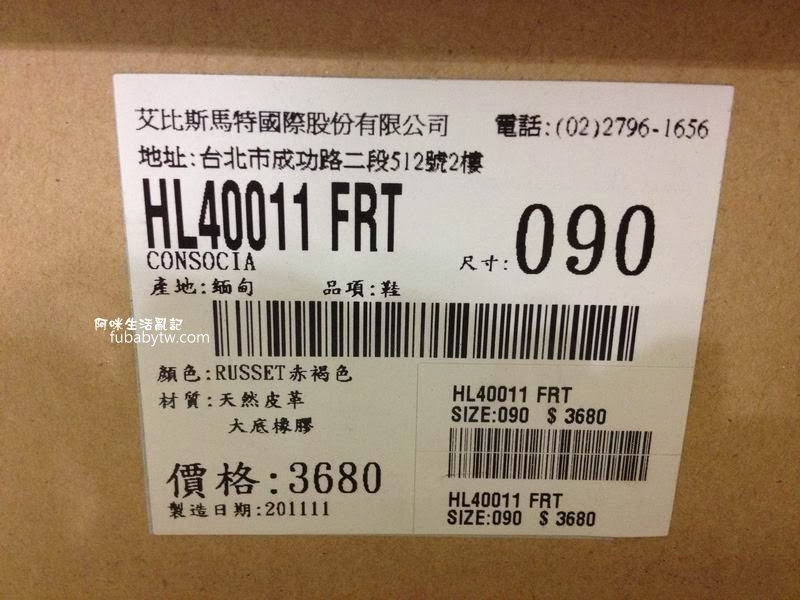 艾比斯馬特國際股份有限公司 電話:(02)2796-1656
地址:台北市成功路二段512號2樓
HL40011 FRT
CONSOCIA
尺寸: 090
產地:緬甸 品項:鞋
阿咪生活亂記
fubabytw.com
顏色:RUSSET赤褐色
材質:天然皮革
大底橡膠
價格:3680
製造日期:201111
HL40011 FRT
SIZE:090 $ 3680
HL40011 FRT
SIZE:090 $ 3680